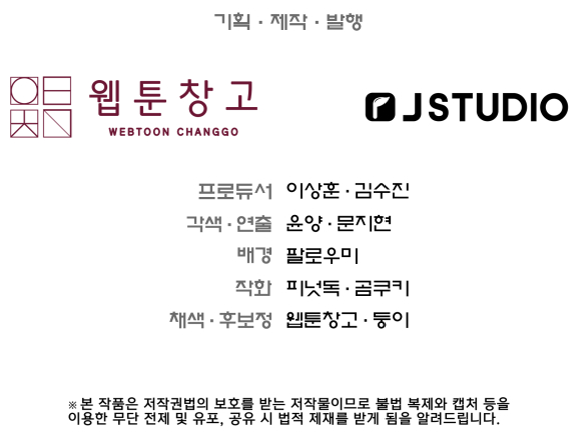 기획 · 제작 · 발행
웹툰창고
WEBTOON CHANGGO
JSTUDIO
프로듀서 이상훈 · 김수진
각색 · 연출 윤양 · 문지현
배경 팔로우미
작화 피넛독 · 곰쿠키
채색 · 후보정 웹툰창고 · 둥이
※ 본 작품은 저작권법의 보호를 받는 저작물이므로 불법 복제와 캡처 등을
이용한 무단 전제 및 유포, 공유 시 법적 제재를 받게 됨을 알려드립니다.